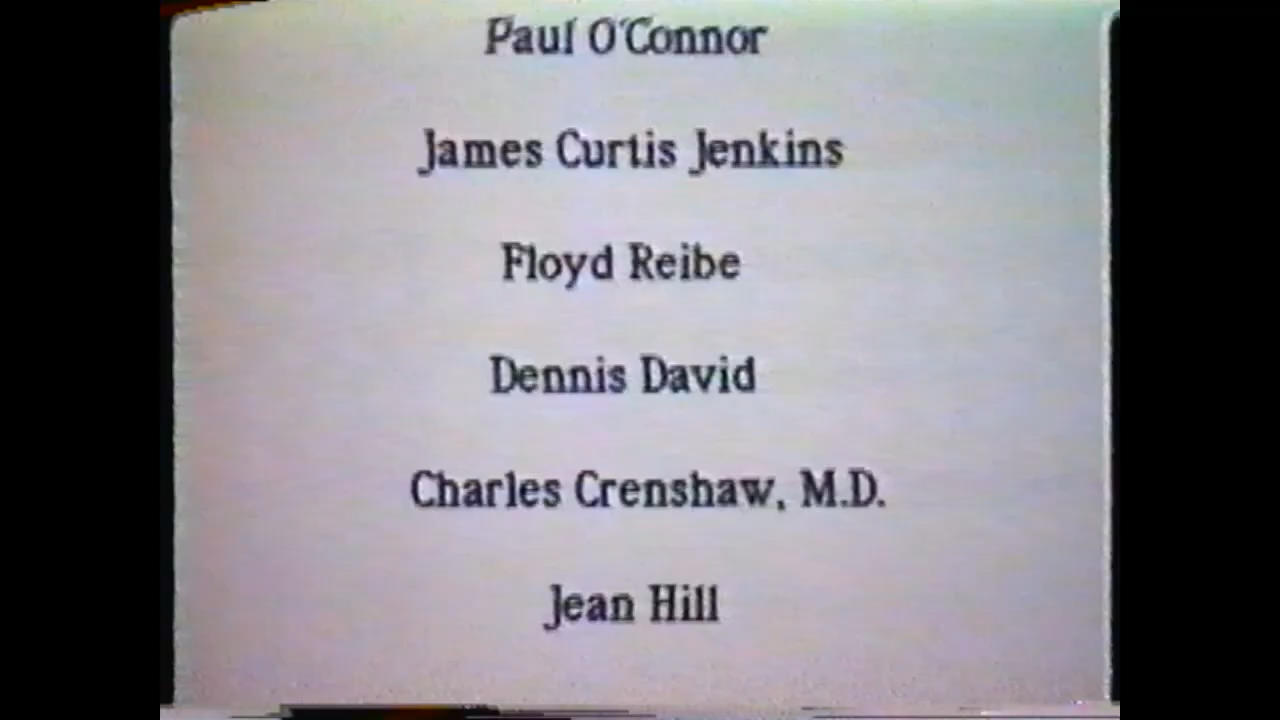 Paul O'Connor
James Curtis Jenkins
Floyd Reibe
Dennis David
Charles Crenshaw, M.D.
Jean Hill